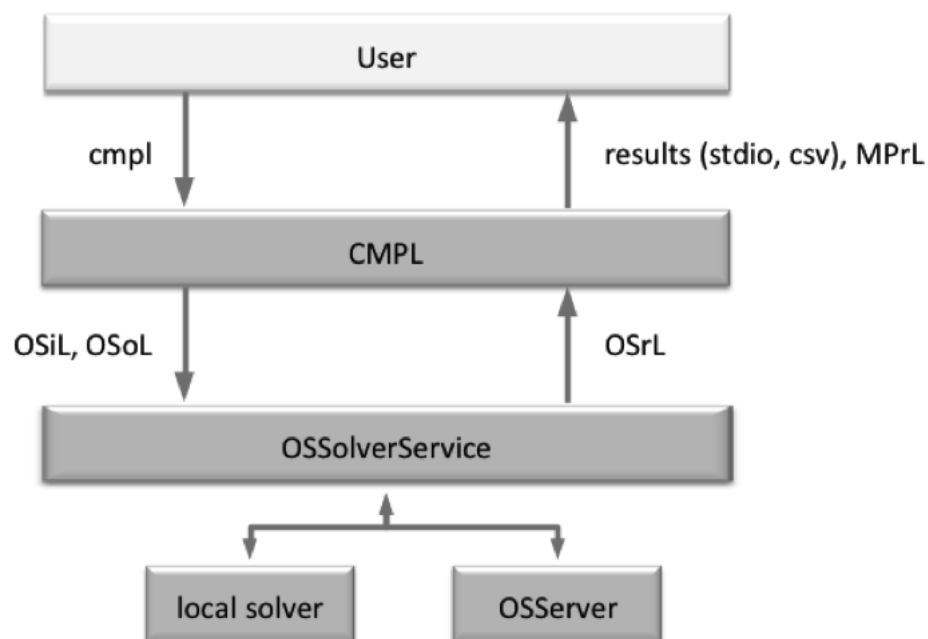 User
cmpl
results (stdio, csv), MPrL
CMPL
OSiL, OSoL
OSrL
OSSolverService
local solver
OSServer